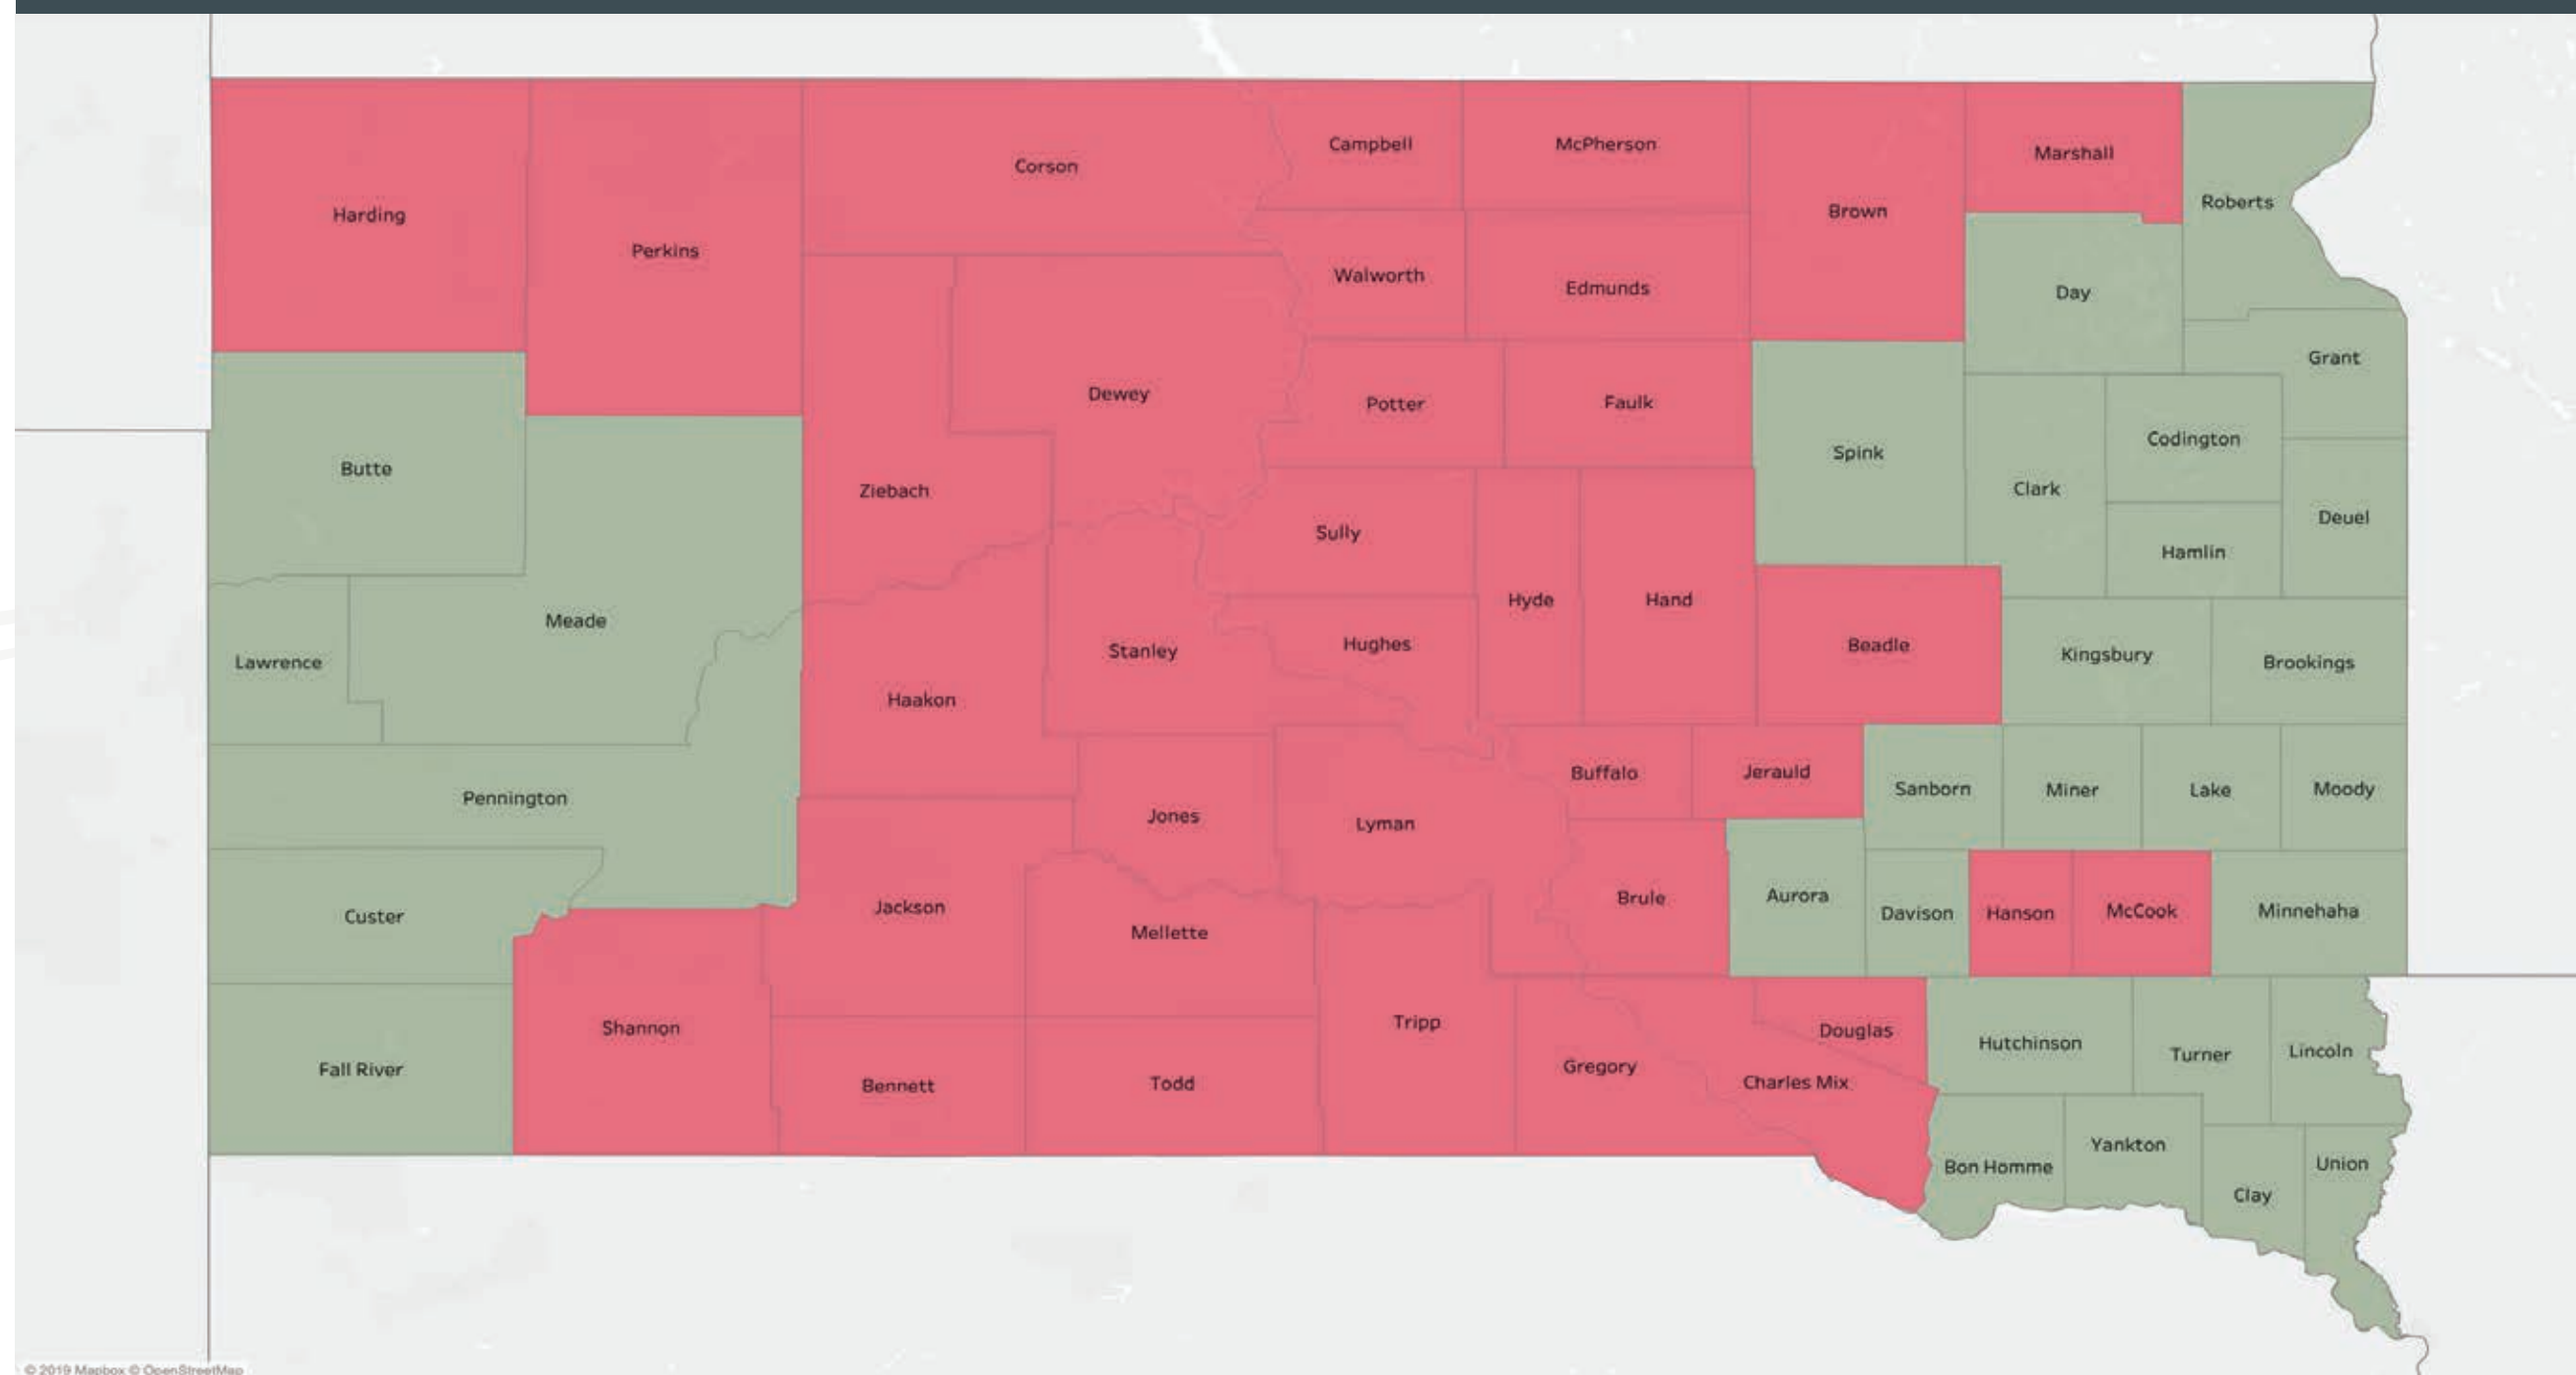 Harding
Perkins
Corson
Campbell
McPherson
Brown
Marshall
Roberts
Walworth
Edmunds
Day
Grant
Dewey
Potter
Faulk
Spink
Codington
Butte
Ziebach
Clark
Deuel
Sully
Hamlin
Meade
Hyde
Hand
Lawrence
Stanley
Hughes
Beadle
Kingsbury
Brookings
Haakon
Pennington
Buffalo
Jerauld
Sanborn
Miner
Lake
Moody
Jones
Lyman
Custer
Jackson
Mellette
Brule
Aurora
Davison
Hanson
McCook
Minnehaha
Shannon
Tripp
Douglas
Hutchinson
Turner
Lincoln
Fall River
Bennett
Todd
Gregory
Charles Mix
Bon Homme
Yankton
Union
Clay
© 2019 Mapbox © OpenStreetMap